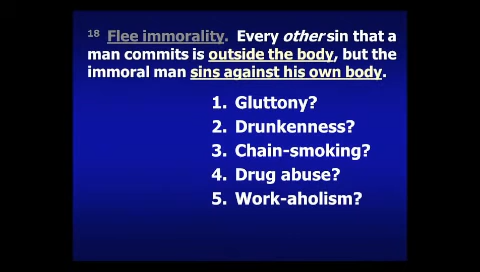 18 Flee immorality. Every other sin that a
man commits is outside the body, but the
immoral man sins against his own body.
1. Gluttony?
2. Drunkenness?
3. Chain-smoking?
4. Drug abuse?
5. Work-aholism?